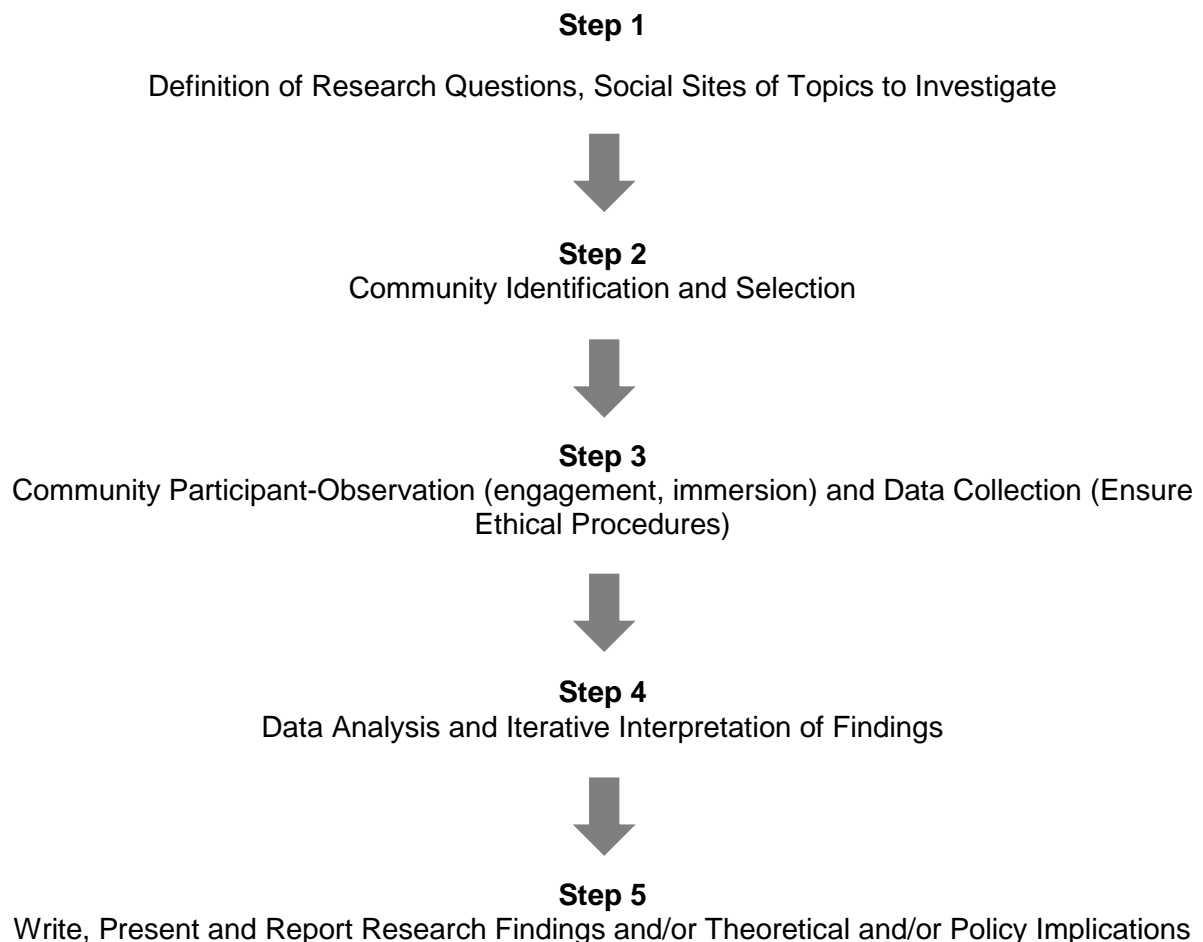 Step 1
Definition of Research Questions, Social Sites of Topics to Investigate
Step 2
Community Identification and Selection
Step 3
Community Participant-Observation (engagement, immersion) and Data Collection (Ensure
Ethical Procedures)
Step 4
Data Analysis and Iterative Interpretation of Findings
Step 5
Write, Present and Report Research Findings and/or Theoretical and/or Policy Implications